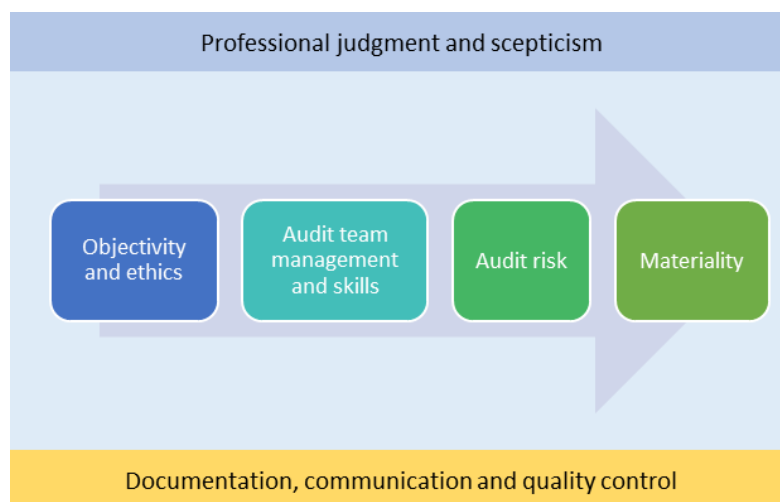 Professional judgment and scepticism
Objectivity
and ethics
Audit team
management
and skills
Audit risk
Materiality
Documentation, communication and quality control